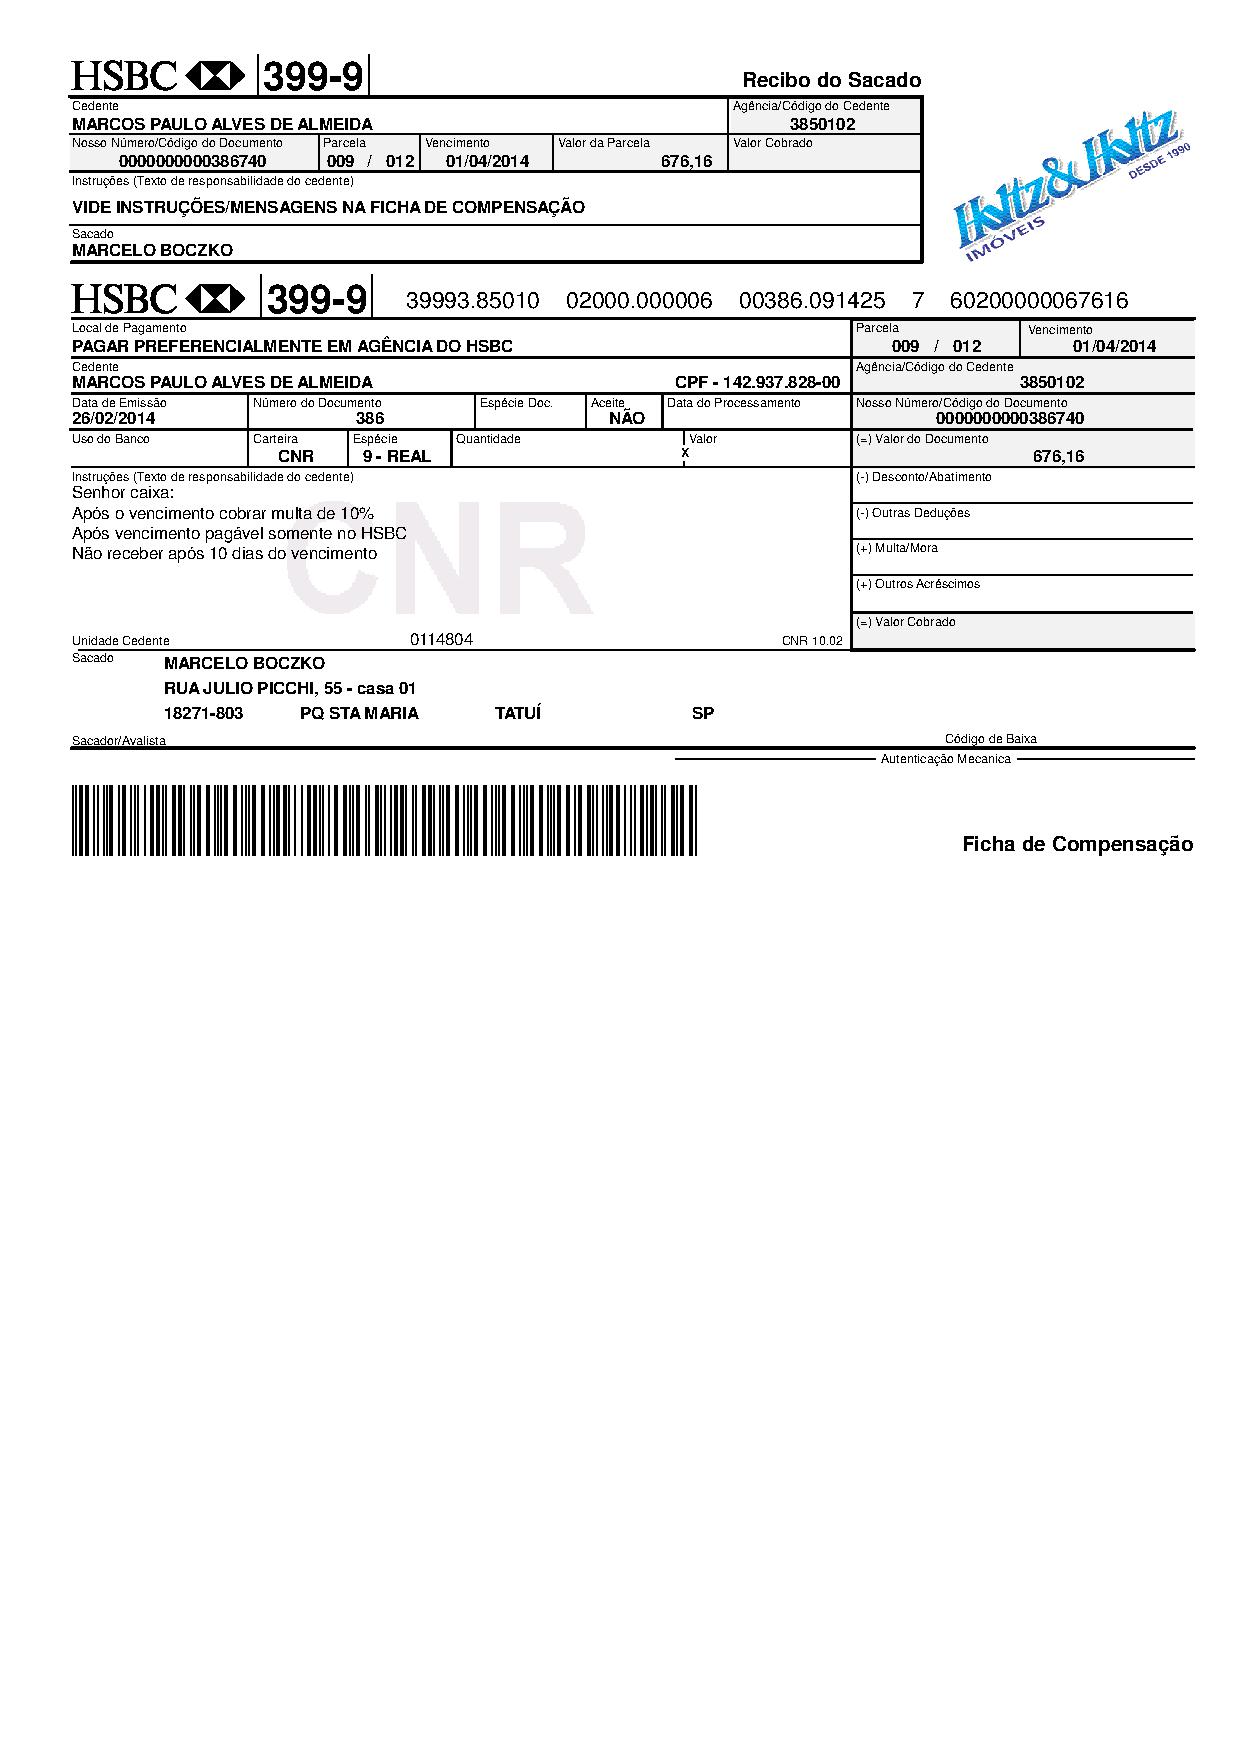 HSBC 399-9 Recibo do Sacado
Cedente Agência/Código do Cedente
MARCOS PAULO ALVES DE ALMEIDA 3850102
Nosso Número/Código do Documento Parcela Vencimento Valor da Parcela Valor Cobrado
0000000000386740 009 / 012 01/04/2014 676,16
Instruções (Texto de responsabilidade do cedente)
VIDE INSTRUÇÕES/MENSAGENS NA FICHA DE COMPENSAÇÃO
Sacado
MARCELO BOCZKO
Holtz & Holtz
IMÓVEIS DESDE 1990
HSBC 399-9 39993.85010 02000.000006 00386.091425 7 60200000067616
Local de Pagamento Parcela Vencimento
PAGAR PREFERENCIALMENTE EM AGÊNCIA DO HSBC 009 / 012 01/04/2014
Cedente Agência/Código do Cedente
MARCOS PAULO ALVES DE ALMEIDA CPF - 142.937.828-00 3850102
Data de Emissão Número do Documento Espécie Doc. Aceite Data do Processamento Nosso Número/Código do Documento
26/02/2014 386 NÃO 0000000000386740
Uso do Banco Carteira Espécie Quantidade Valor (=) Valor do Documento
CNR 9 - REAL X 676,16
Instruções (Texto de responsabilidade do cedente) (-) Desconto/Abatimento
Senhor caixa:
Após o vencimento cobrar multa de 10% (-) Outras Deduções
Após vencimento pagável somente no HSBC
Não receber após 10 dias do vencimento (+) Multa/Mora
CNR
(+) Outros Acréscimos
(=) Valor Cobrado
Unidade Cedente 0114804 CNR 10.02
Sacado MARCELO BOCZKO
RUA JULIO PICCHI, 55 - casa 01
18271-803 PQ STA MARIA TATUÍ SP
Sacador/Avalista Código de Baixa
Autenticação Mecanica
Ficha de Compensação